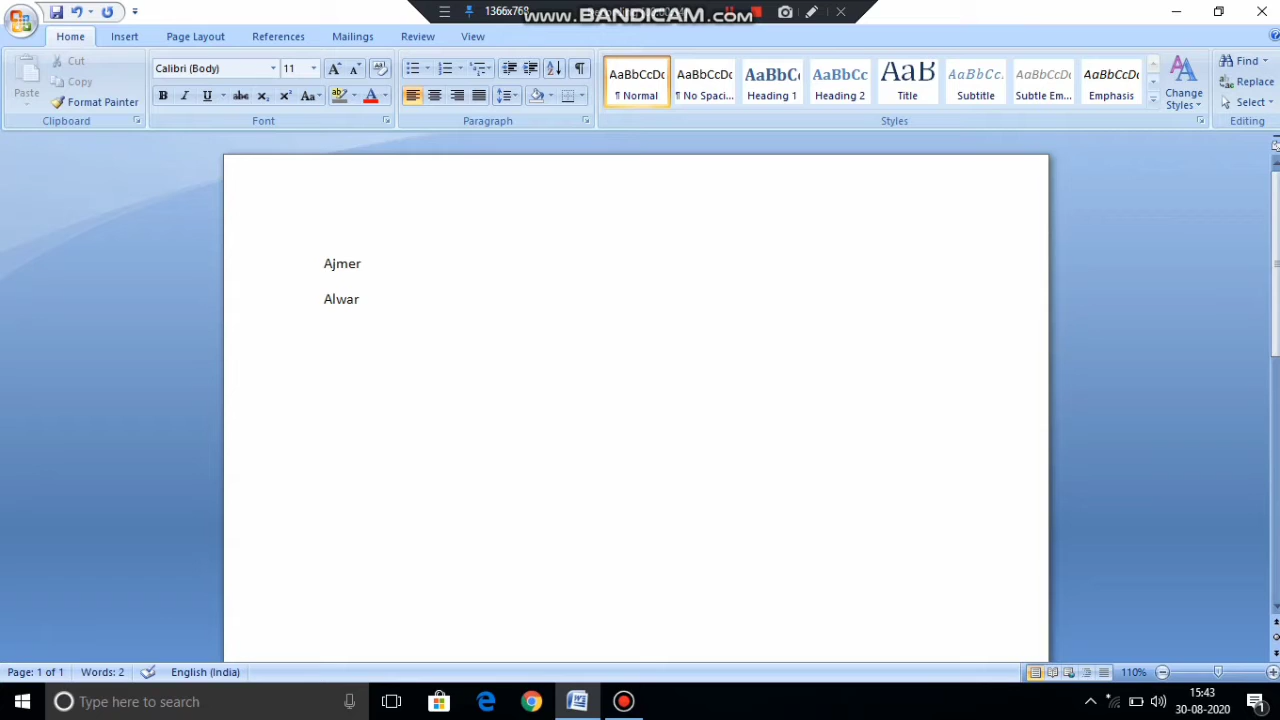 1366x768
www.BANDICAM.com
Home Insert Page Layout References Mailings Review View
Paste
Cut
Copy
Format Painter
Clipboard
Calibri (Body) 11
Font
Paragraph
AaBbCcDc AaBbCcDc AaBbCc AaBbCc AaB AaBbCc. AaBbCcDc AaBbCcDc
¶ Normal ¶ No Spaci... Heading 1 Heading 2 Title Subtitle Subtle Em... Emphasis
Change
Styles
Styles
Find
Replace
Select
Editing
Ajmer
Alwar
Page: 1 of 1 Words: 2 English (India) 110%
Type here to search
15:43
30-08-2020